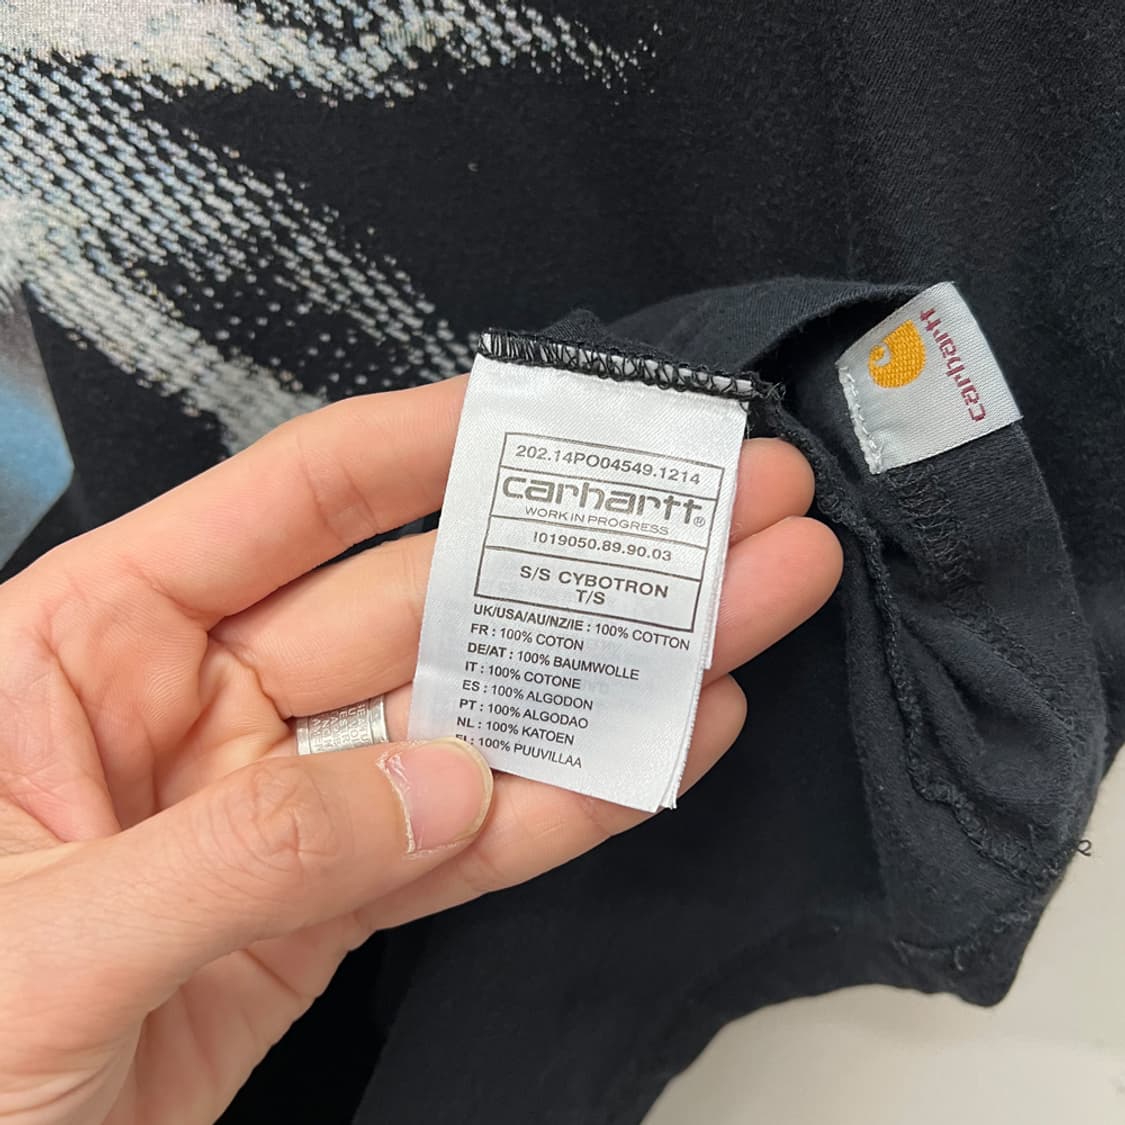 202.14PO04549.1214
carhartt®
WORK IN PROGRESS
I019050.89.90.03
S/S CYBOTRON
T/S
UK/USA/AU/NZ/IE : 100% COTTON
FR : 100% COTON
DE/AT : 100% BAUMWOLLE
IT : 100% COTONE
ES : 100% ALGODON
PT : 100% ALGODAO
NL : 100% KATOEN
FI : 100% PUUVILLAA
carhartt